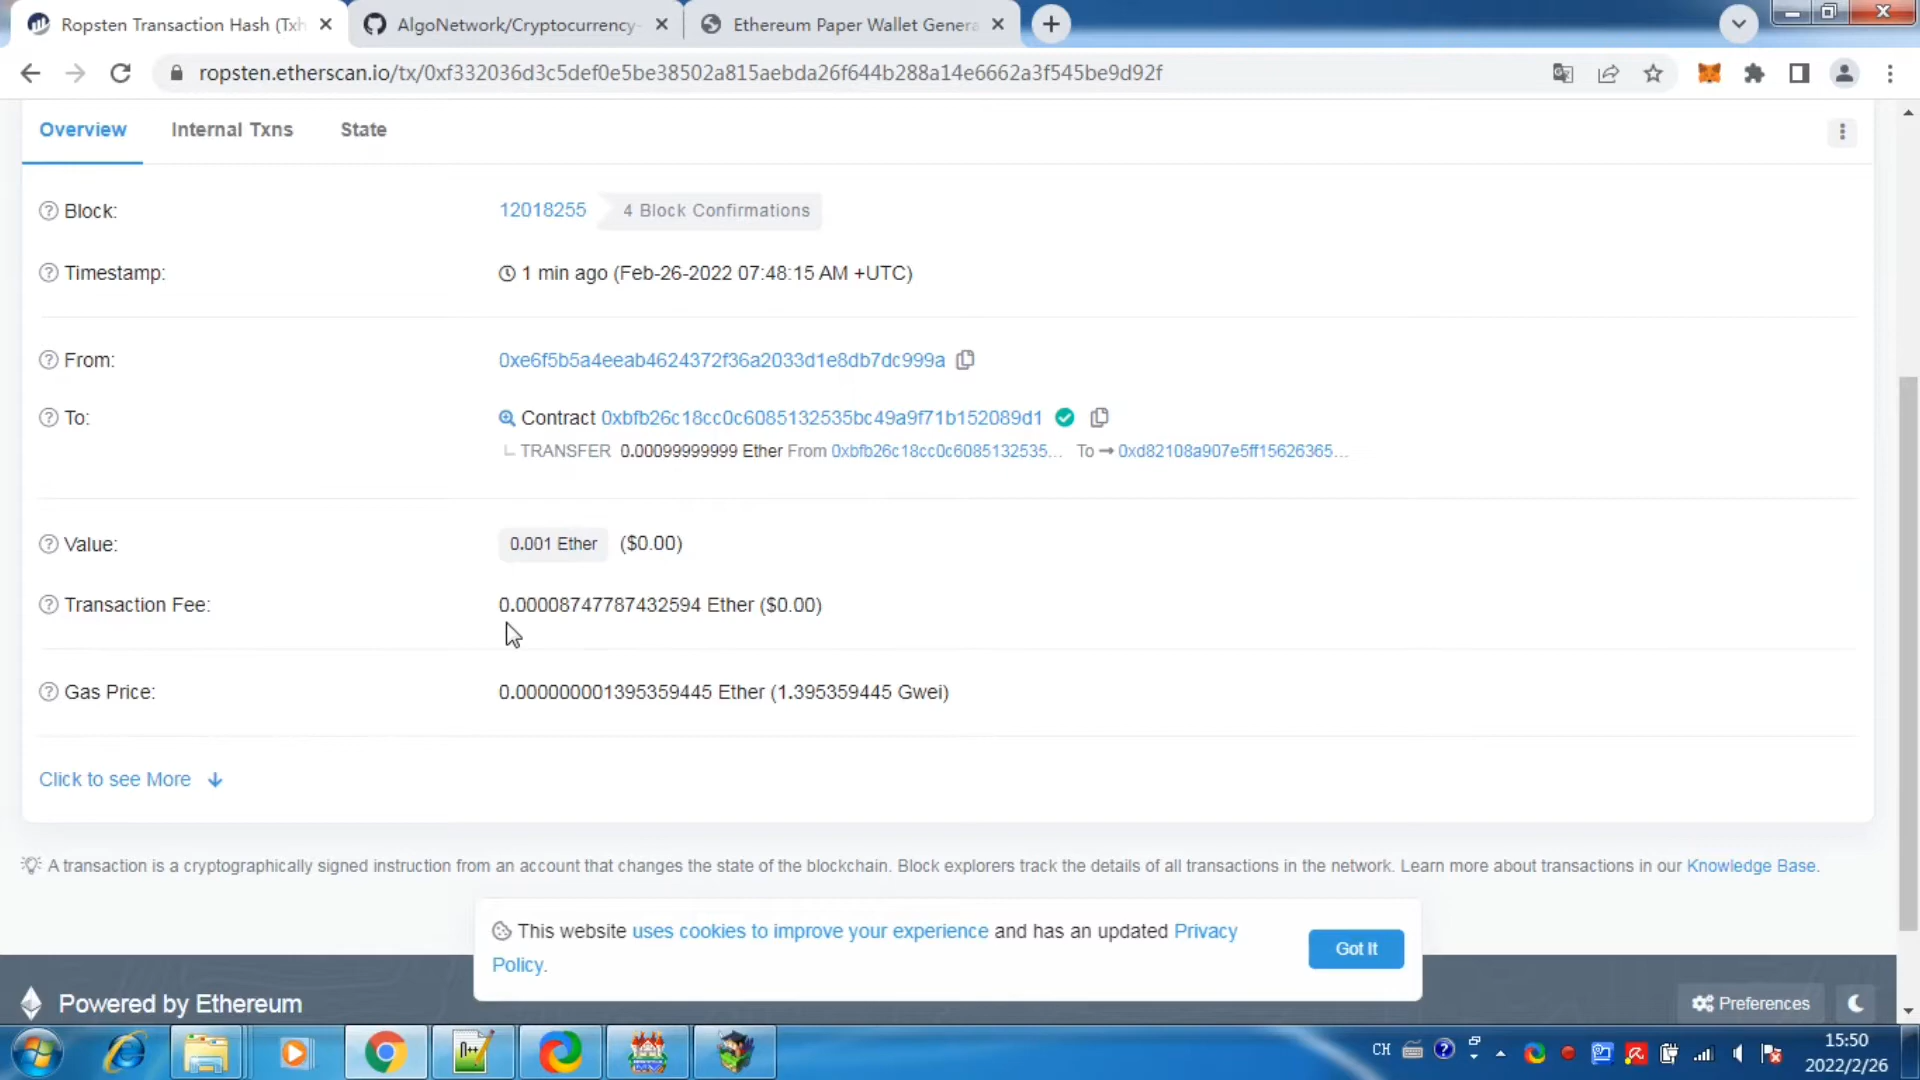 Ropsten Transaction Hash (Txh
AlgoNetwork/Cryptocurrency-
Ethereum Paper Wallet Genera
ropsten.etherscan.io/tx/0xf332036d3c5def0e5be38502a815aebda26f644b288a14e6662a3f545be9d92f
Overview Internal Txns State
Block: 12018255 4 Block Confirmations
Timestamp: 1 min ago (Feb-26-2022 07:48:15 AM +UTC)
From: 0xe6f5b5a4eeab4624372f36a2033d1e8db7dc999a
To: Contract 0xbfb26c18cc0c6085132535bc49a9f71b152089d1
TRANSFER 0.00099999999 Ether From 0xbfb26c18cc0c6085132535... To → 0xd82108a907e5ff15626365...
Value: 0.001 Ether ($0.00)
Transaction Fee: 0.00008747787432594 Ether ($0.00)
Gas Price: 0.000000001395359445 Ether (1.395359445 Gwei)
Click to see More
A transaction is a cryptographically signed instruction from an account that changes the state of the blockchain. Block explorers track the details of all transactions in the network. Learn more about transactions in our Knowledge Base.
This website uses cookies to improve your experience and has an updated Privacy
Policy.
Got It
Powered by Ethereum
Preferences
CH
15:50
2022/2/26